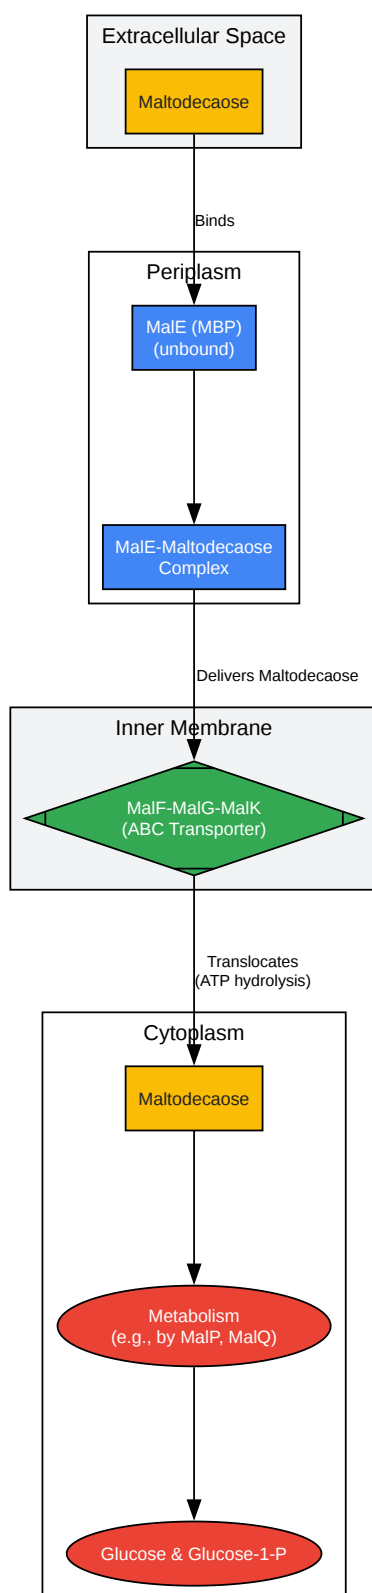 Extracellular Space
Maltodecaose
Binds
Periplasm
MalE (MBP)
(unbound)
MalE-Maltodecaose
Complex
Delivers Maltodecaose
Inner Membrane
MalF-MalG-MalK
(ABC Transporter)
Translocates
(ATP hydrolysis)
Cytoplasm
Maltodecaose
Metabolism
(e.g., by MalP, MalQ)
Glucose & Glucose-1-P